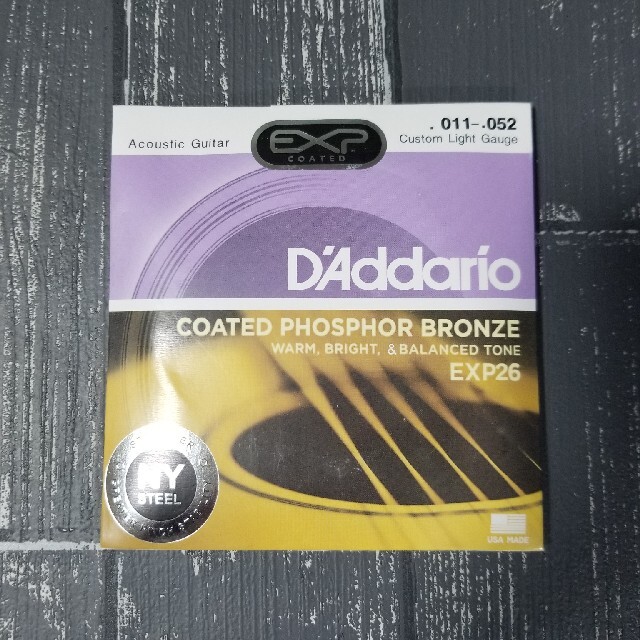 Acoustic Guitar
EXP
COATED
.011-.052
Custom Light Gauge
D'Addario
COATED PHOSPHOR BRONZE
WARM, BRIGHT, & BALANCED TONE
EXP26
NY
STEEL
USA MADE